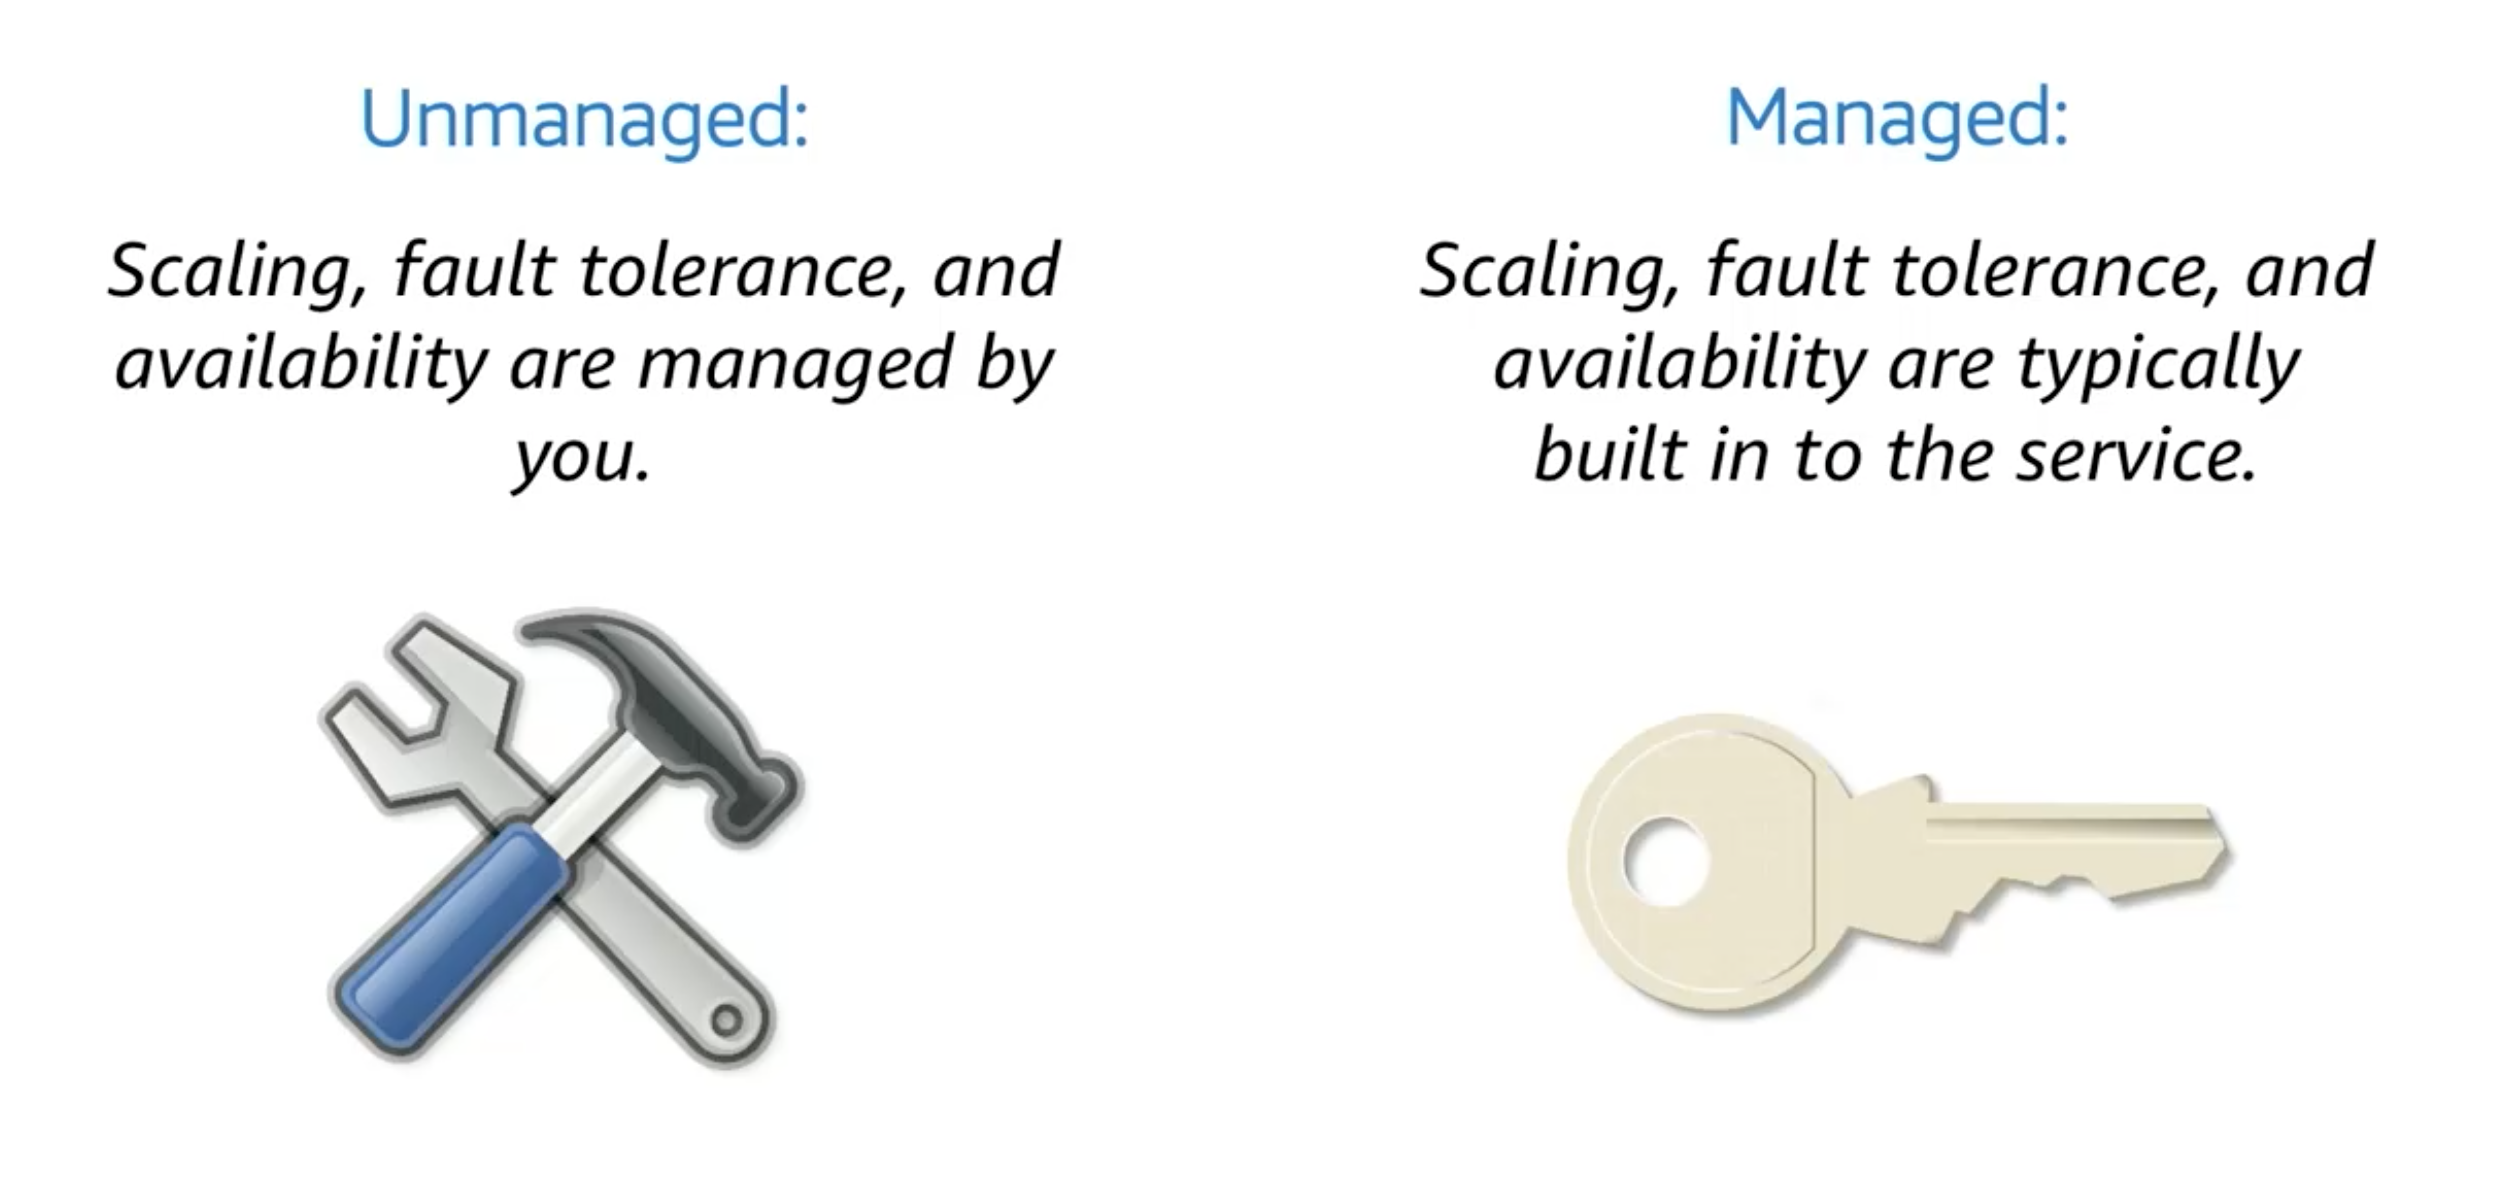 Unmanaged:
Scaling, fault tolerance, and
availability are managed by
you.
Managed:
Scaling, fault tolerance, and
availability are typically
built in to the service.